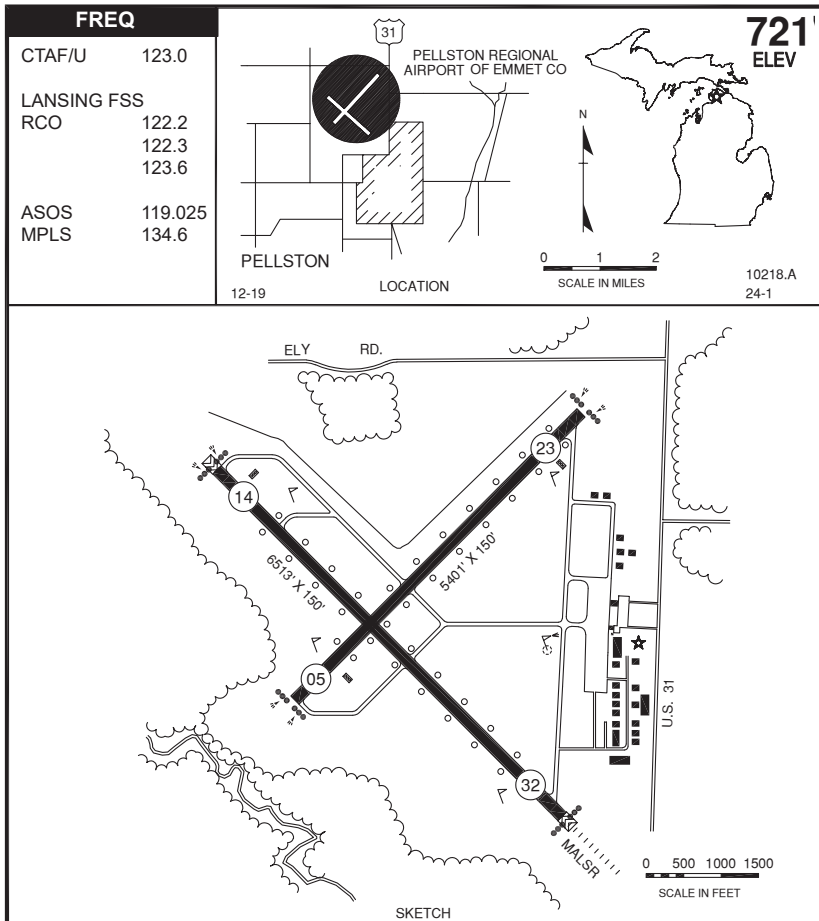 FREQ
CTAF/U 123.0
LANSING FSS
RCO 122.2
122.3
123.6
ASOS 119.025
MPLS 134.6
31
PELLSTON REGIONAL
AIRPORT OF EMMET CO
PELLSTON
LOCATION
12-19
N
0 1 2
SCALE IN MILES
721'
ELEV
10218.A
24-1
ELY RD.
14
23
6513' X 150'
5401' X 150'
05
32
U.S. 31
MALSR
0 500 1000 1500
SCALE IN FEET
SKETCH